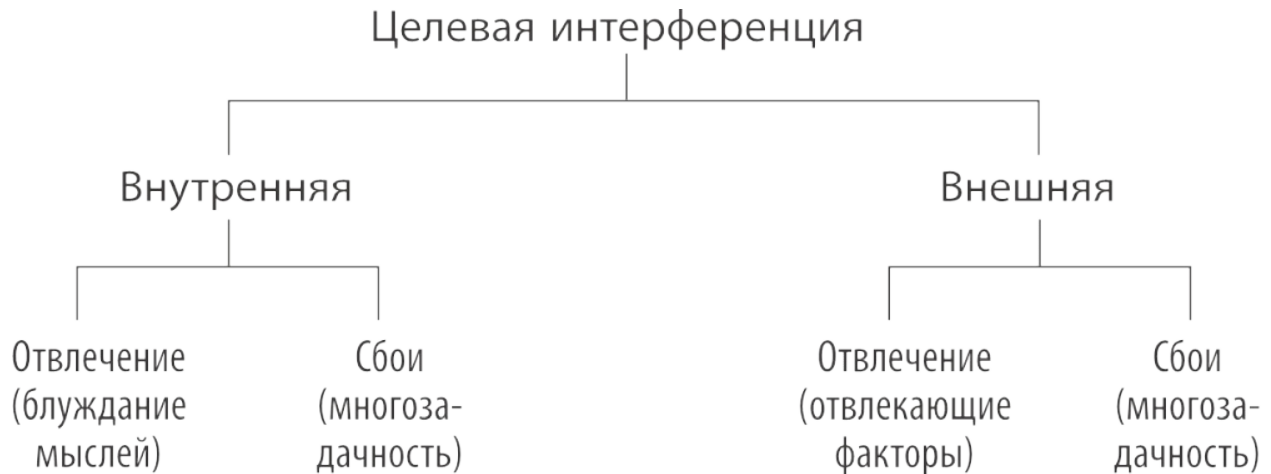 Целевая интерференция
Внутренняя
Внешняя
Отвлечение
(блуждание
мыслей)
Сбои
(многоза-
дачность)
Отвлечение
(отвлекающие
факторы)
Сбои
(многоза-
дачность)